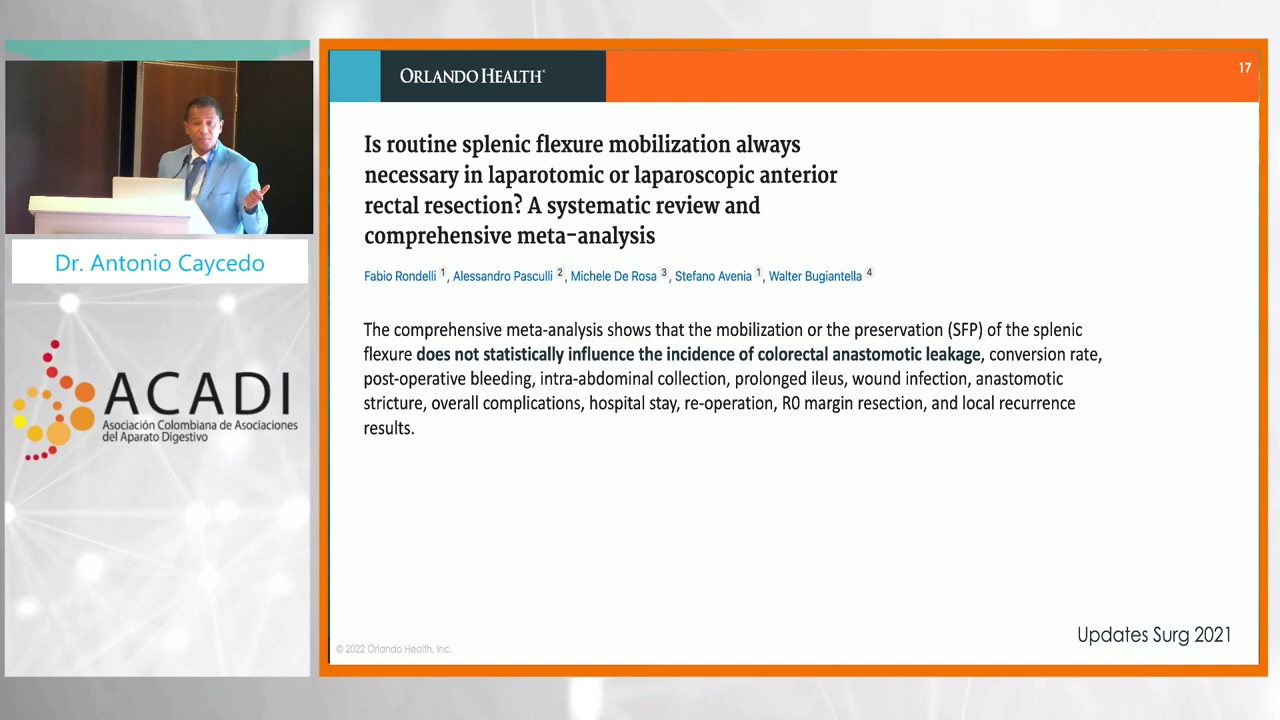 ORLANDO HEALTH®
17
Is routine splenic flexure mobilization always
necessary in laparotomic or laparoscopic anterior
rectal resection? A systematic review and
comprehensive meta-analysis
Fabio Rondelli 1, Alessandro Pasculli 2, Michele De Rosa 3, Stefano Avenia 1, Walter Bugiantella 4
The comprehensive meta-analysis shows that the mobilization or the preservation (SFP) of the splenic
flexure does not statistically influence the incidence of colorectal anastomotic leakage, conversion rate,
post-operative bleeding, intra-abdominal collection, prolonged ileus, wound infection, anastomotic
stricture, overall complications, hospital stay, re-operation, R0 margin resection, and local recurrence
results.
Updates Surg 2021
© 2022 Orlando Health, Inc.
Dr. Antonio Caycedo
ACADI
Asociación Colombiana de Asociaciones
del Aparato Digestivo